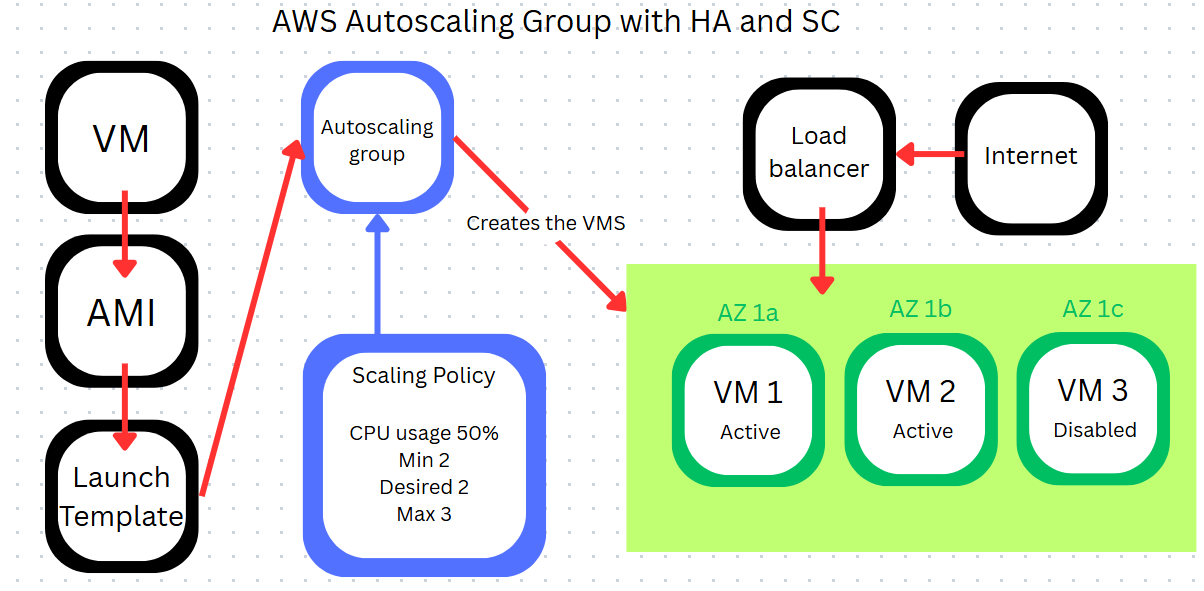 AWS Autoscaling Group with HA and SC
VM
AMI
Launch
Template
Autoscaling
group
Creates the VMS
Scaling Policy
CPU usage 50%
Min 2
Desired 2
Max 3
Load
balancer
Internet
AZ 1a
VM 1
Active
AZ 1b
VM 2
Active
AZ 1c
VM 3
Disabled